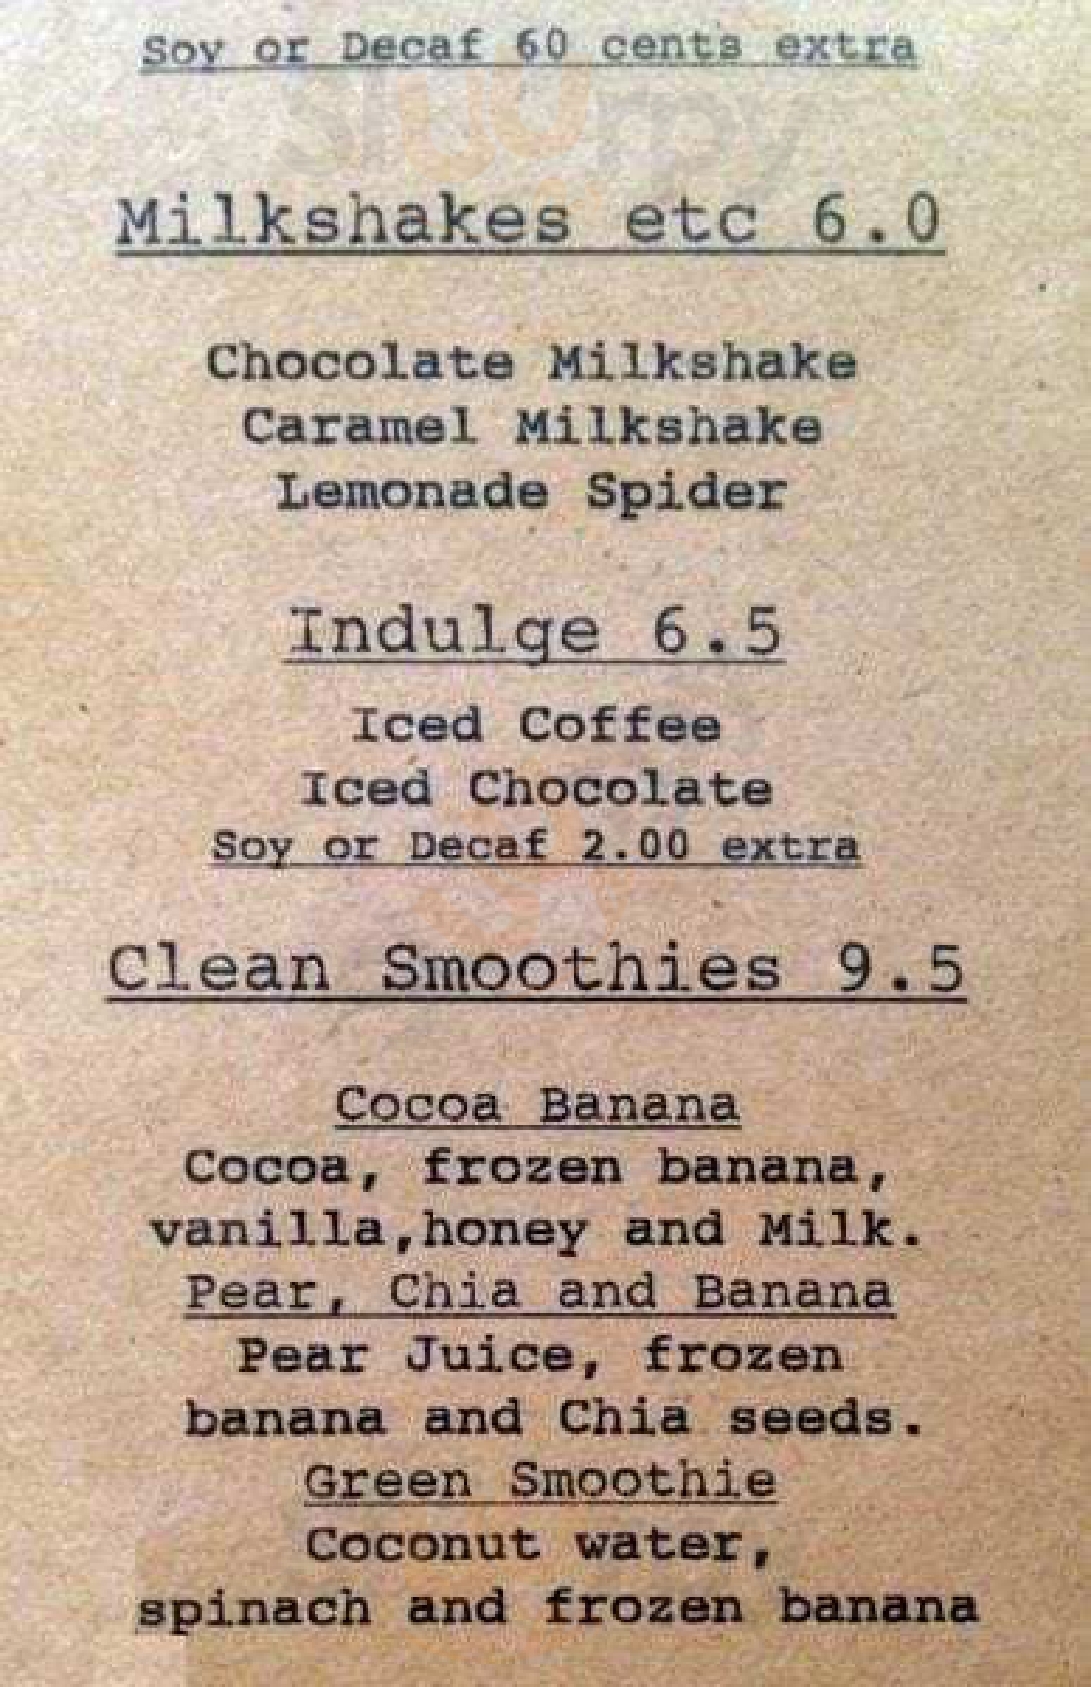 Soy or Decaf 60 cents extra
Milkshakes etc 6.0
Chocolate Milkshake
Caramel Milkshake
Lemonade Spider
Indulge 6.5
Iced Coffee
Iced Chocolate
Soy or Decaf 2.00 extra
Clean Smoothies 9.5
Cocoa Banana
Cocoa, frozen banana,
vanilla,honey and Milk.
Pear, Chia and Banana
Pear Juice, frozen
banana and Chia seeds.
Green Smoothie
Coconut water,
spinach and frozen banana